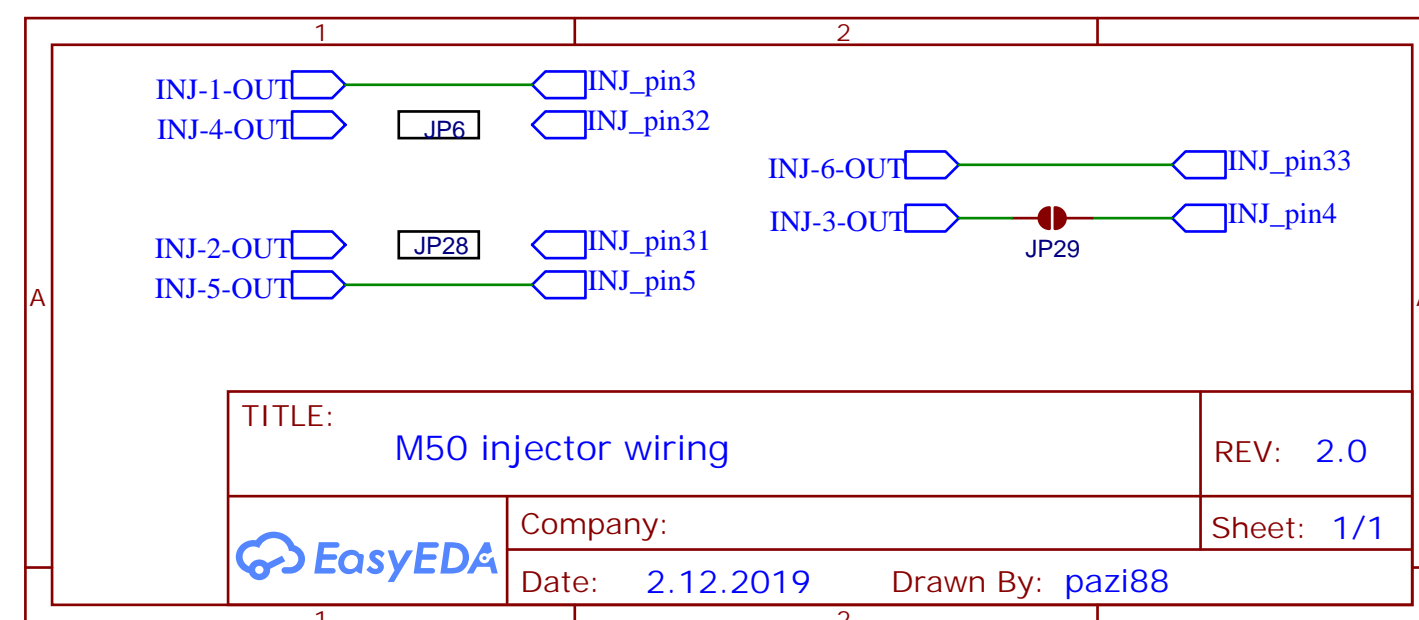 1 2
INJ-1-OUT INJ_pin3
INJ-4-OUT JP6 INJ_pin32
INJ-6-OUT INJ_pin33
INJ-3-OUT INJ_pin4
JP29
INJ-2-OUT JP28 INJ_pin31
INJ-5-OUT INJ_pin5
A
TITLE:
M50 injector wiring
REV: 2.0
EasyEDA
Company:
Sheet: 1/1
Date: 2.12.2019 Drawn By: pazi88
1 2